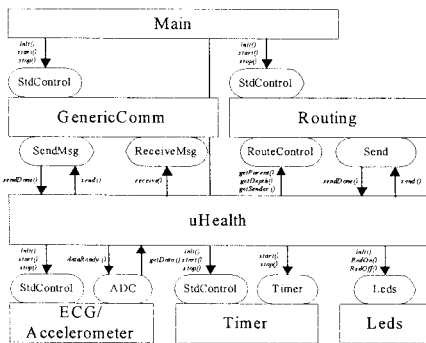 Main
init()
start()
stop()
init()
start()
stop()
StdControl
StdControl
GenericComm
Routing
SendMsg
ReceiveMsg
RouteControl
Send
sendDone()
send()
receive()
getParent()
getDepth()
getSender()
sendDone()
send()
uHealth
init()
start()
stop()
dataReady()
getData()
init()
start()
stop()
start()
stop()
init()
RedOn()
RedOff()
StdControl
ADC
StdControl
Timer
Leds
ECG/
Accelerometer
Timer
Leds